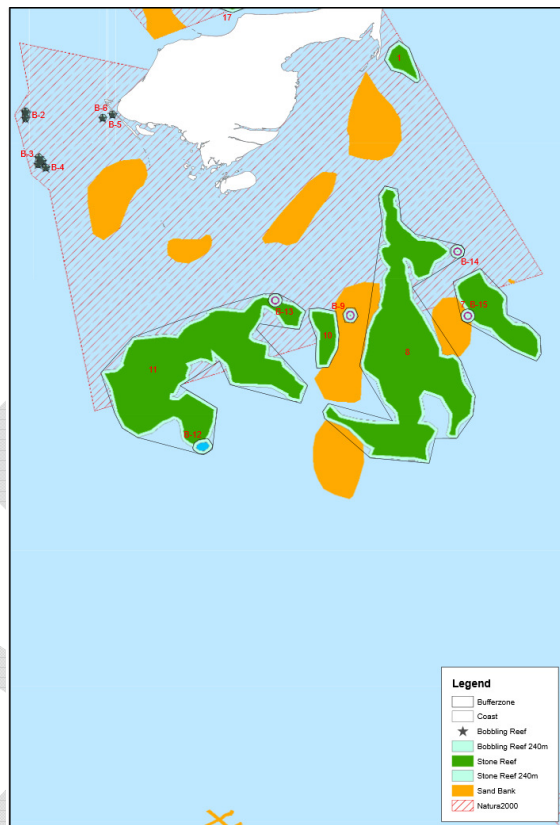 17
1
B-2
B-6
B-5
B-3
B-4
B-14
B-13
B-9
7
B-15
10
8
11
B-12
Legend
Bufferzone
Coast
Bobbling Reef
Bobbling Reef 240m
Stone Reef
Stone Reef 240m
Sand Bank
Natura2000